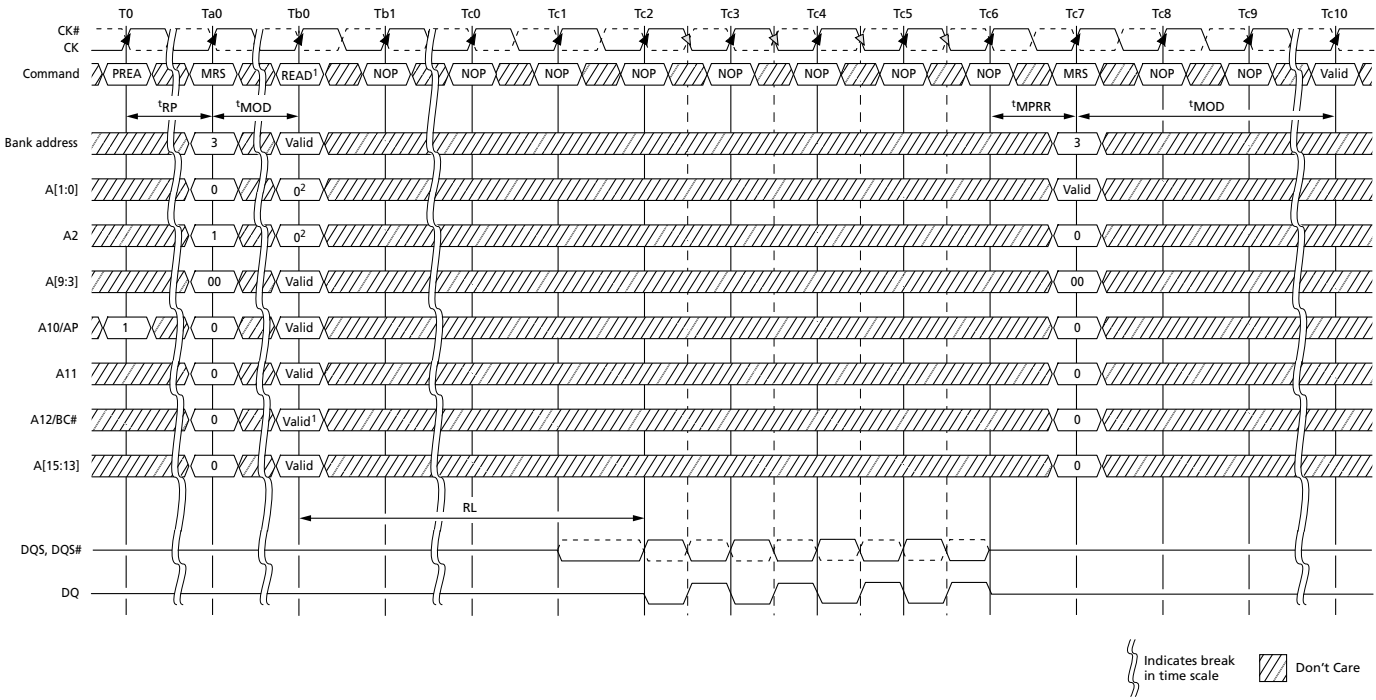 T0 Ta0 Tb0 Tb1 Tc0 Tc1 Tc2 Tc3 Tc4 Tc5 Tc6 Tc7 Tc8 Tc9 Tc10
CK#
CK
Command PREA MRS READ¹ NOP NOP NOP NOP NOP NOP NOP NOP MRS NOP NOP Valid
tRP tMOD tMPRR tMOD
Bank address 3 Valid 3
A[1:0] 0 0² Valid
A2 1 0² 0
A[9:3] 00 Valid 00
A10/AP 1 0 Valid 0
A11 0 Valid 0
A12/BC# 0 Valid¹ 0
A[15:13] 0 Valid 0
RL
DQS, DQS#
DQ
Indicates break
in time scale
Don't Care